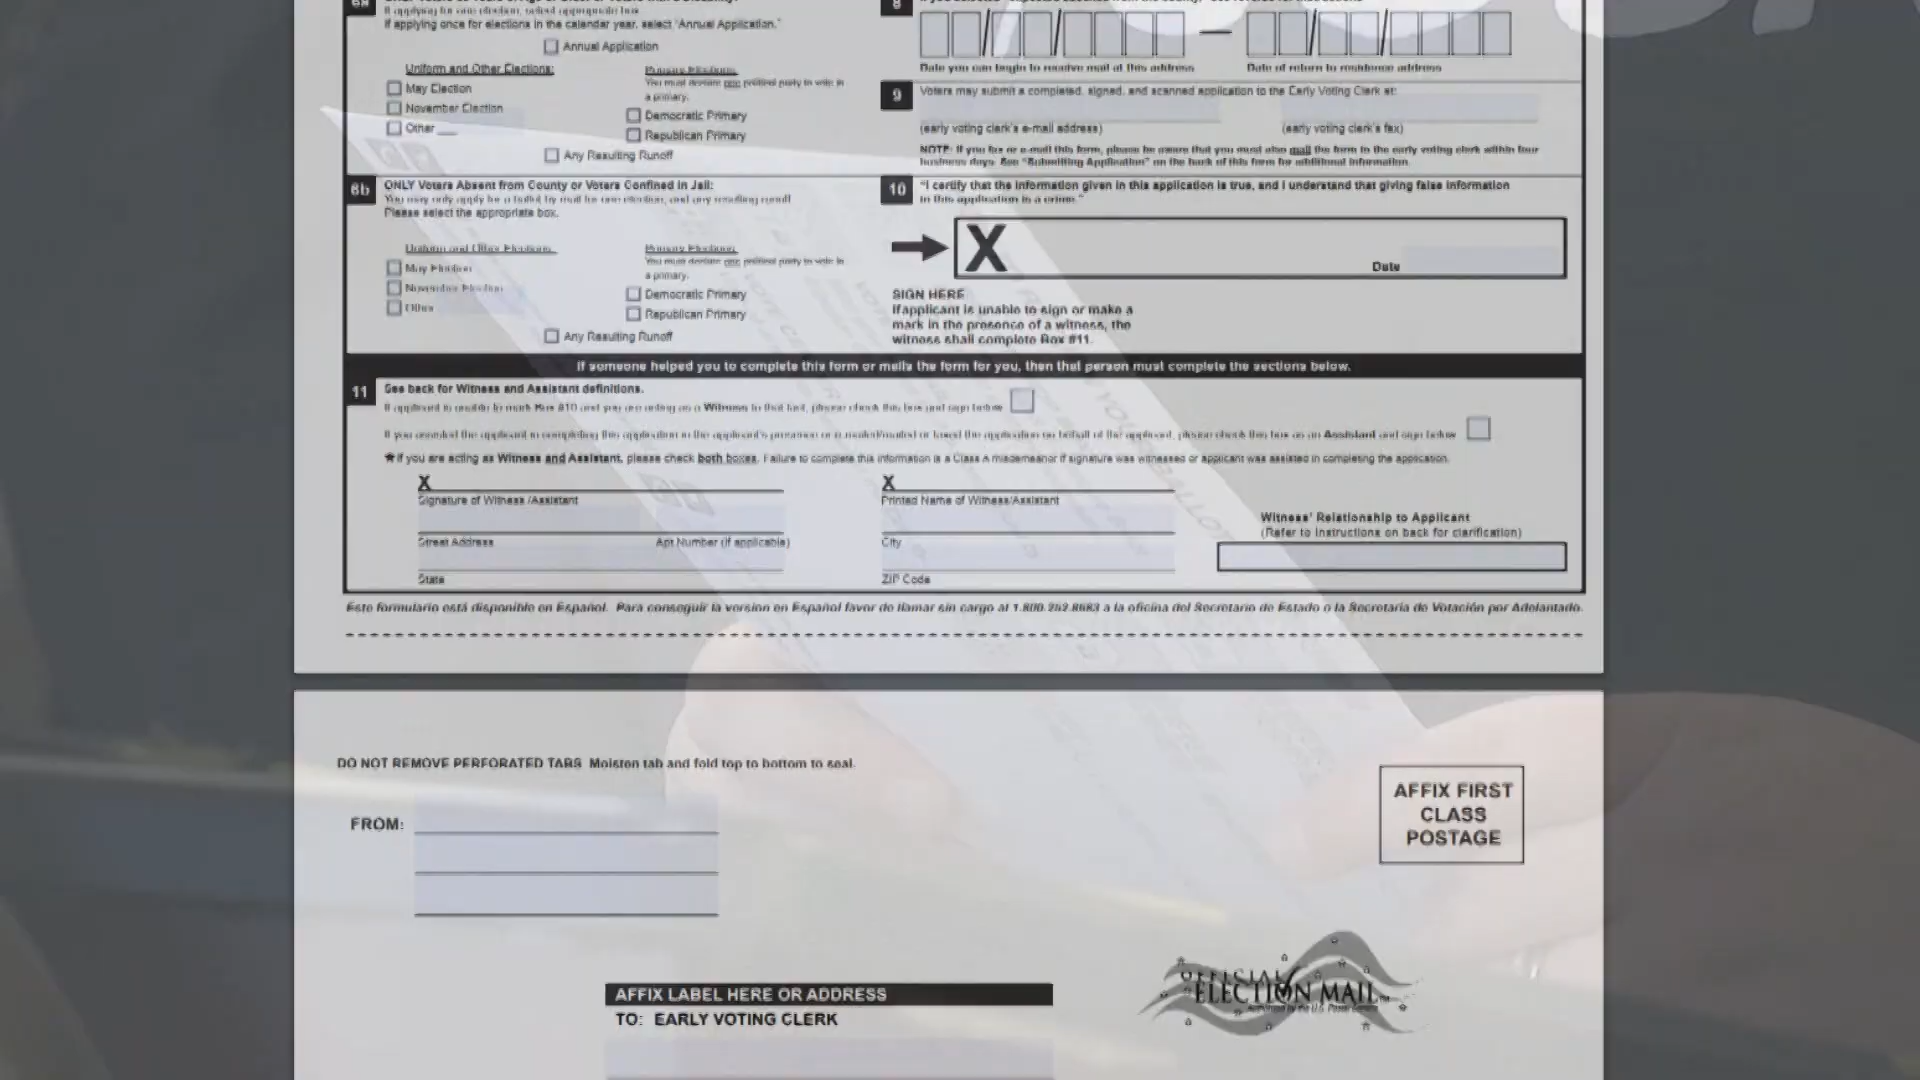 6a
If applying for one election, select appropriate box.
If applying once for elections in the calendar year, select "Annual Application."
Annual Application
Uniform and Other Elections:
May Election
November Election
Other
Primary Elections:
You must declare one political party to vote in
a primary.
Democratic Primary
Republican Primary
Any Resulting Runoff
6b
ONLY Voters Absent from County or Voters Confined in Jail:
You may only apply for a ballot by mail for one election, and any resulting runoff.
Please select the appropriate box.
Uniform and Other Elections:
May Election
November Election
Other
Primary Elections:
You must declare one political party to vote in
a primary.
Democratic Primary
Republican Primary
Any Resulting Runoff
8
Date you can begin to receive mail at this address
Date of return to residence address
9
Voters may submit a completed, signed, and scanned application to the Early Voting Clerk at:
(early voting clerk's e-mail address)
(early voting clerk's fax)
NOTE: If you fax or e-mail this form, please be aware that you must also mail the form to the early voting clerk within four
business days. See "Submitting Application" on the back of this form for additional information.
10
"I certify that the information given in this application is true, and I understand that giving false information
in this application is a crime."
X
Date
SIGN HERE
If applicant is unable to sign or make a
mark in the presence of a witness, the
witness shall complete Box #11.
If someone helped you to complete this form or mails the form for you, then that person must complete the sections below.
11
See back for Witness and Assistant definitions.
If applicant is unable to mark Box #10 and you are acting as a Witness to that fact, please check this box and sign below.
If you assisted the applicant in completing this application in the applicant's presence or e-mailed/mailed or faxed the application on behalf of the applicant, please check this box as an Assistant and sign below.
*If you are acting as Witness and Assistant, please check both boxes. Failure to complete this information is a Class A misdemeanor if signature was witnessed or applicant was assisted in completing the application.
X
Signature of Witness /Assistant
X
Printed Name of Witness/Assistant
Street Address
Apt Number (if applicable)
City
State
ZIP Code
Witness' Relationship to Applicant
(Refer to Instructions on back for clarification)
Este formulario está disponible en Español. Para conseguir la version en Español favor de llamar sin cargo al 1.800.252.8683 a la oficina del Secretario de Estado o la Secretaria de Votación por Adelantado.
DO NOT REMOVE PERFORATED TABS Moisten tab and fold top to bottom to seal.
FROM:
AFFIX FIRST
CLASS
POSTAGE
OFFICIAL
ELECTION MAIL
AFFIX LABEL HERE OR ADDRESS
TO: EARLY VOTING CLERK